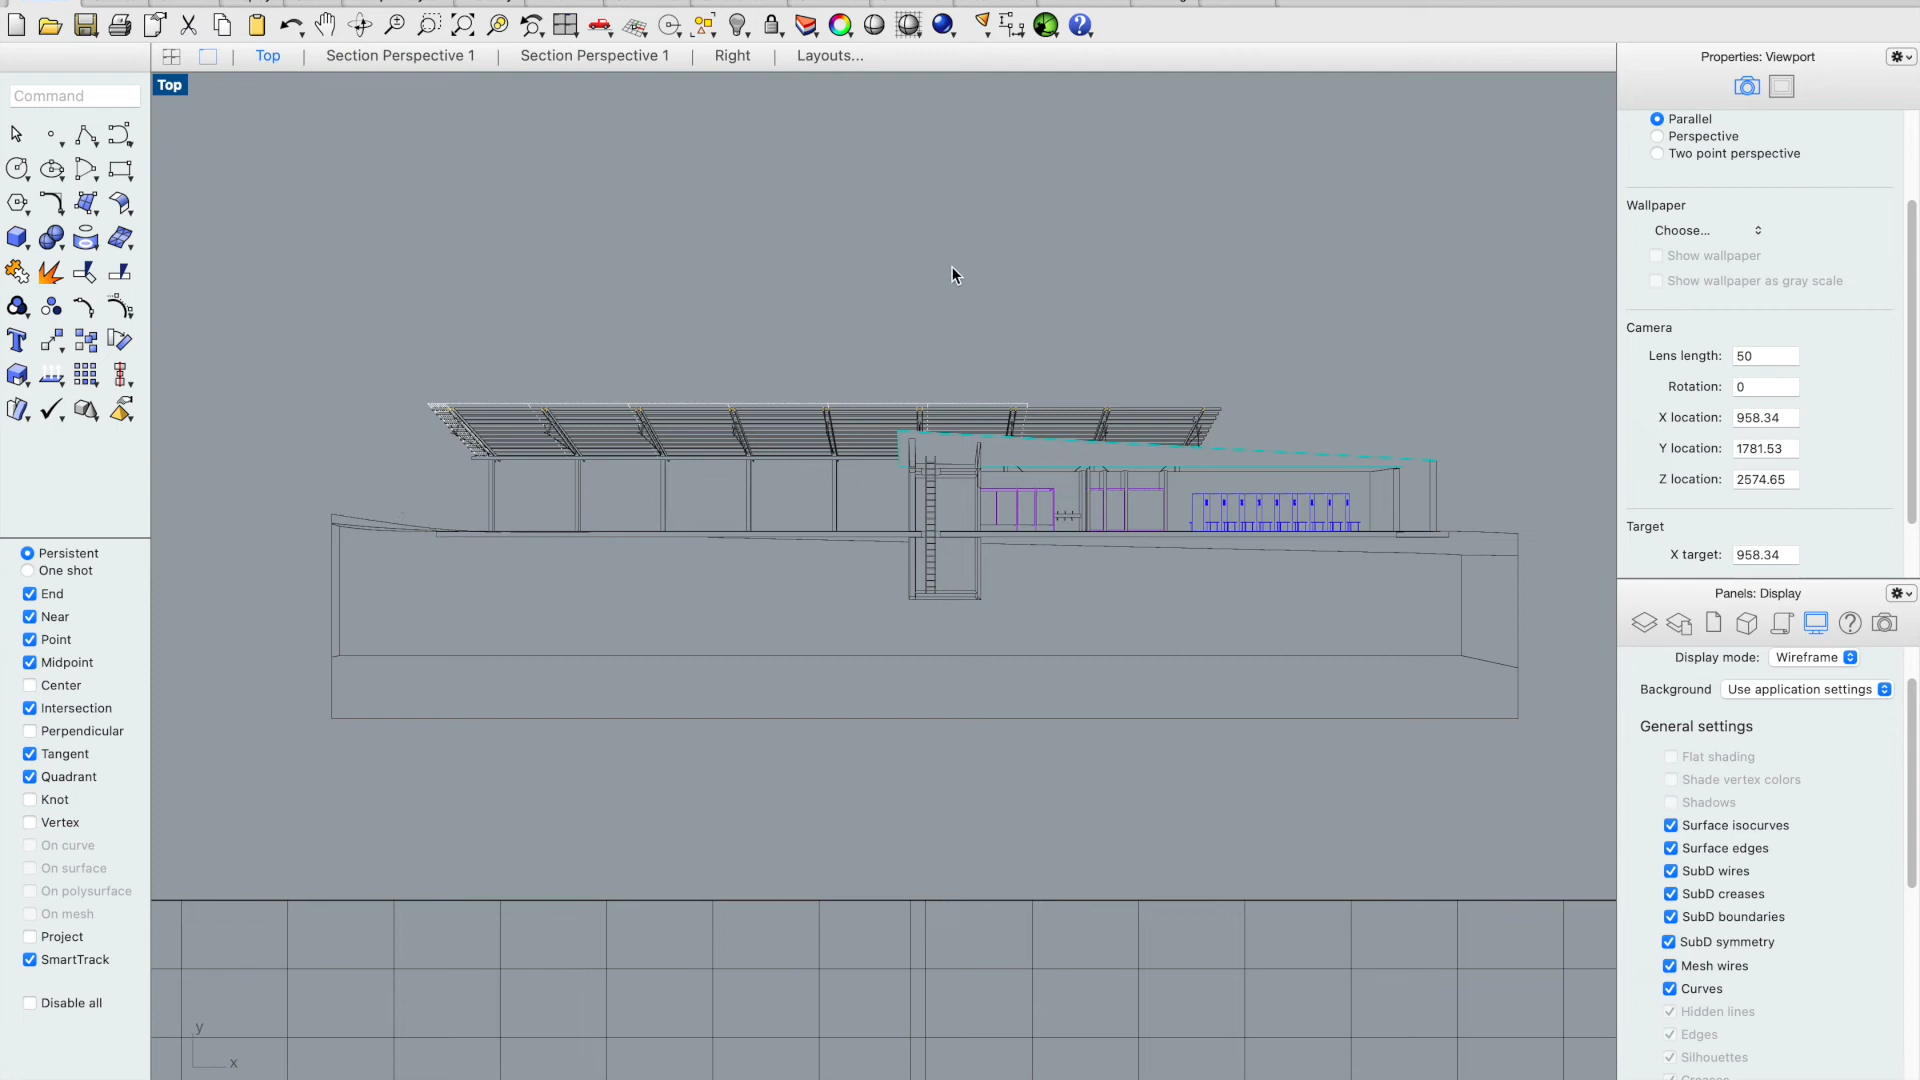 Top
Section Perspective 1
Section Perspective 1
Right
Layouts...
Top
Command
Persistent
One shot
End
Near
Point
Midpoint
Center
Intersection
Perpendicular
Tangent
Quadrant
Knot
Vertex
On curve
On surface
On polysurface
On mesh
Project
SmartTrack
Disable all
y
x
Properties: Viewport
Parallel
Perspective
Two point perspective
Wallpaper
Choose...
Show wallpaper
Show wallpaper as gray scale
Camera
Lens length: 50
Rotation: 0
X location: 958.34
Y location: 1781.53
Z location: 2574.65
Target
X target: 958.34
Panels: Display
Display mode: Wireframe
Background Use application settings
General settings
Flat shading
Shade vertex colors
Shadows
Surface isocurves
Surface edges
SubD wires
SubD creases
SubD boundaries
SubD symmetry
Mesh wires
Curves
Hidden lines
Edges
Silhouettes